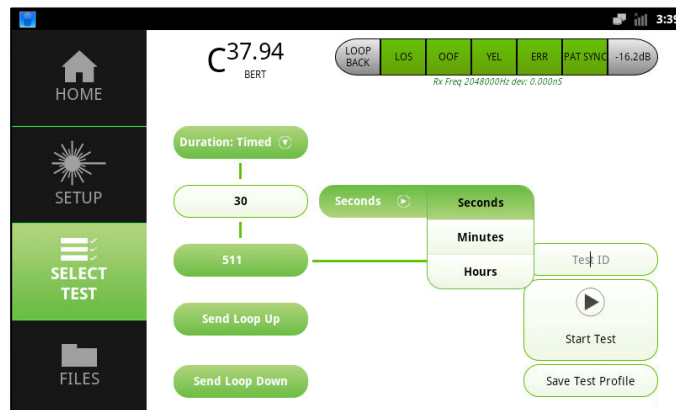 3:39
HOME
SETUP
SELECT
TEST
FILES
C37.94
BERT
LOOP
BACK
LOS
OOF
YEL
ERR
PAT SYNC
-16.2dB
Rx Freq 2048000Hz dev: 0.000nS
Duration: Timed
30
Seconds
Seconds
Minutes
Hours
511
Test ID
Send Loop Up
Start Test
Send Loop Down
Save Test Profile